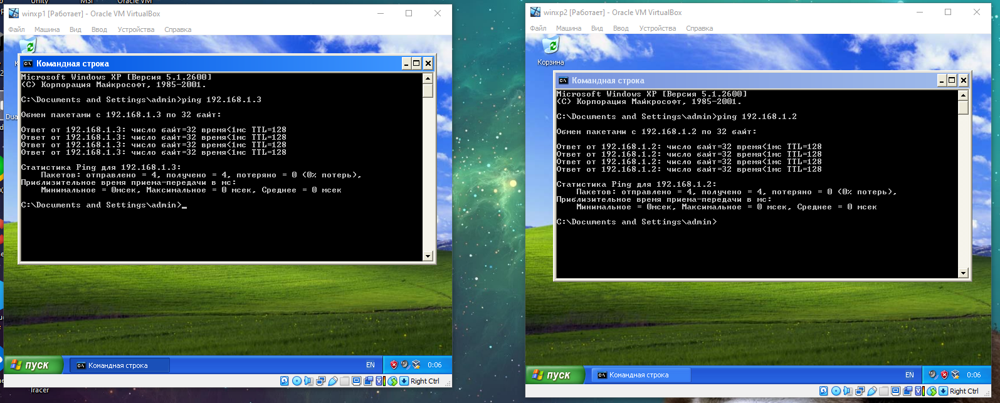 Unity
MSI
Oracle VM
winxp1 [Работает] - Oracle VM VirtualBox
Файл Машина Вид Ввод Устройства Справка
Командная строка
Microsoft Windows XP [Версия 5.1.2600]
(С) Корпорация Майкрософт, 1985-2001.
C:\Documents and Settings\admin>ping 192.168.1.3
Обмен пакетами с 192.168.1.3 по 32 байт:
Ответ от 192.168.1.3: число байт=32 время<1мс TTL=128
Ответ от 192.168.1.3: число байт=32 время<1мс TTL=128
Ответ от 192.168.1.3: число байт=32 время<1мс TTL=128
Ответ от 192.168.1.3: число байт=32 время<1мс TTL=128
Статистика Ping для 192.168.1.3:
Пакетов: отправлено = 4, получено = 4, потеряно = 0 (0% потерь),
Приблизительное время приема-передачи в мс:
Минимальное = 0мсек, Максимальное = 0 мсек, Среднее = 0 мсек
C:\Documents and Settings\admin>_
пуск
Командная строка
EN
0:06
Right Ctrl
Tracer
winxp2 [Работает] - Oracle VM VirtualBox
Файл Машина Вид Ввод Устройства Справка
Корзина
Командная строка
Microsoft Windows XP [Версия 5.1.2600]
(С) Корпорация Майкрософт, 1985-2001.
C:\Documents and Settings\admin>ping 192.168.1.2
Обмен пакетами с 192.168.1.2 по 32 байт:
Ответ от 192.168.1.2: число байт=32 время<1мс TTL=128
Ответ от 192.168.1.2: число байт=32 время<1мс TTL=128
Ответ от 192.168.1.2: число байт=32 время<1мс TTL=128
Ответ от 192.168.1.2: число байт=32 время<1мс TTL=128
Статистика Ping для 192.168.1.2:
Пакетов: отправлено = 4, получено = 4, потеряно = 0 (0% потерь),
Приблизительное время приема-передачи в мс:
Минимальное = 0мсек, Максимальное = 0 мсек, Среднее = 0 мсек
C:\Documents and Settings\admin>
пуск
Командная строка
EN
0:06
Right Ctrl